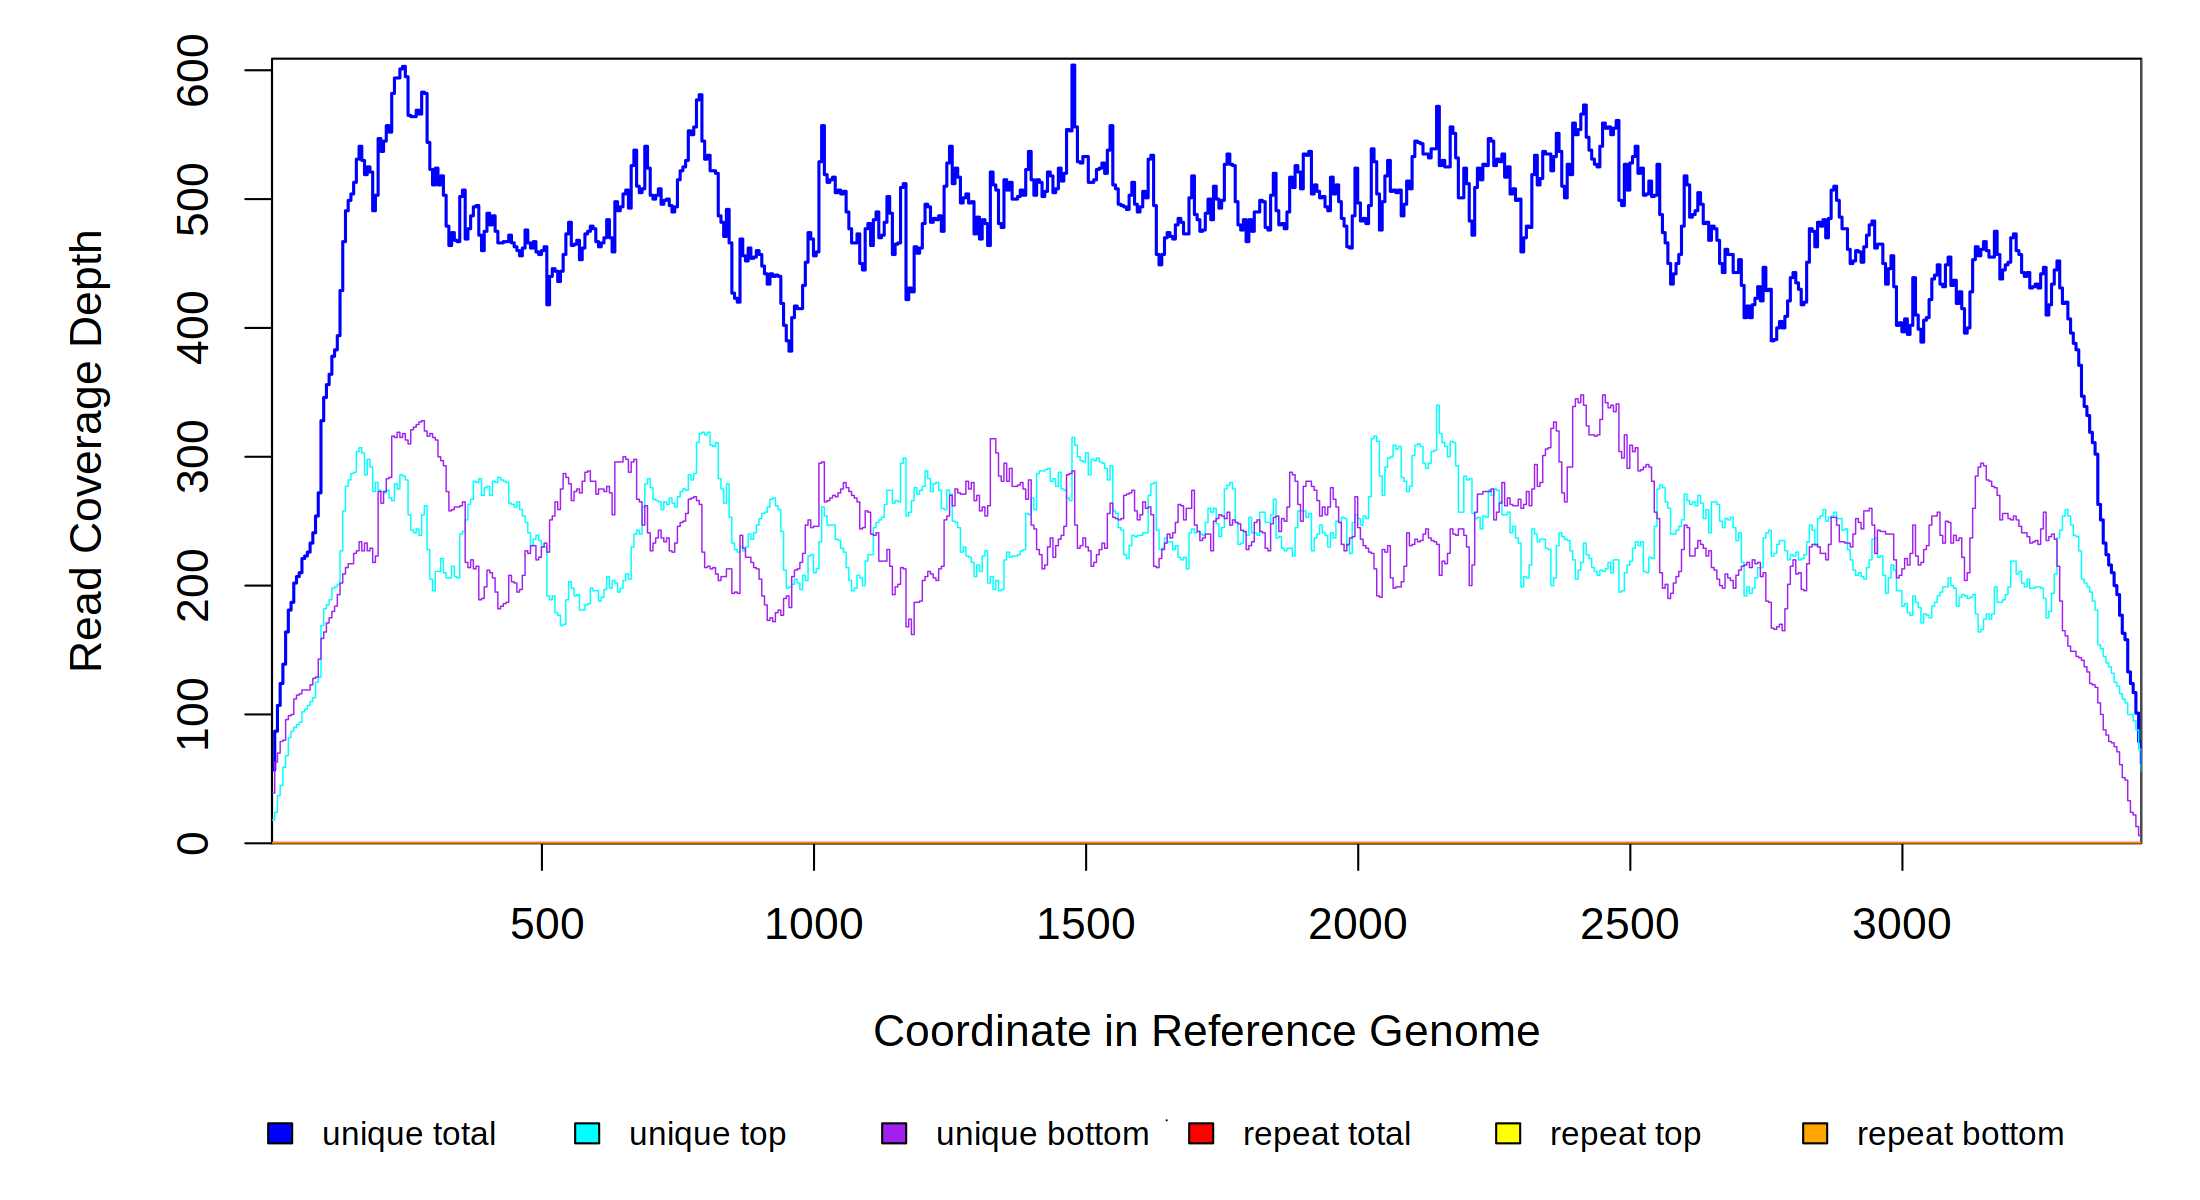 600
500
400
300
200
100
0
Read Coverage Depth
500 1000 1500 2000 2500 3000
Coordinate in Reference Genome
unique total unique top unique bottom repeat total repeat top repeat bottom